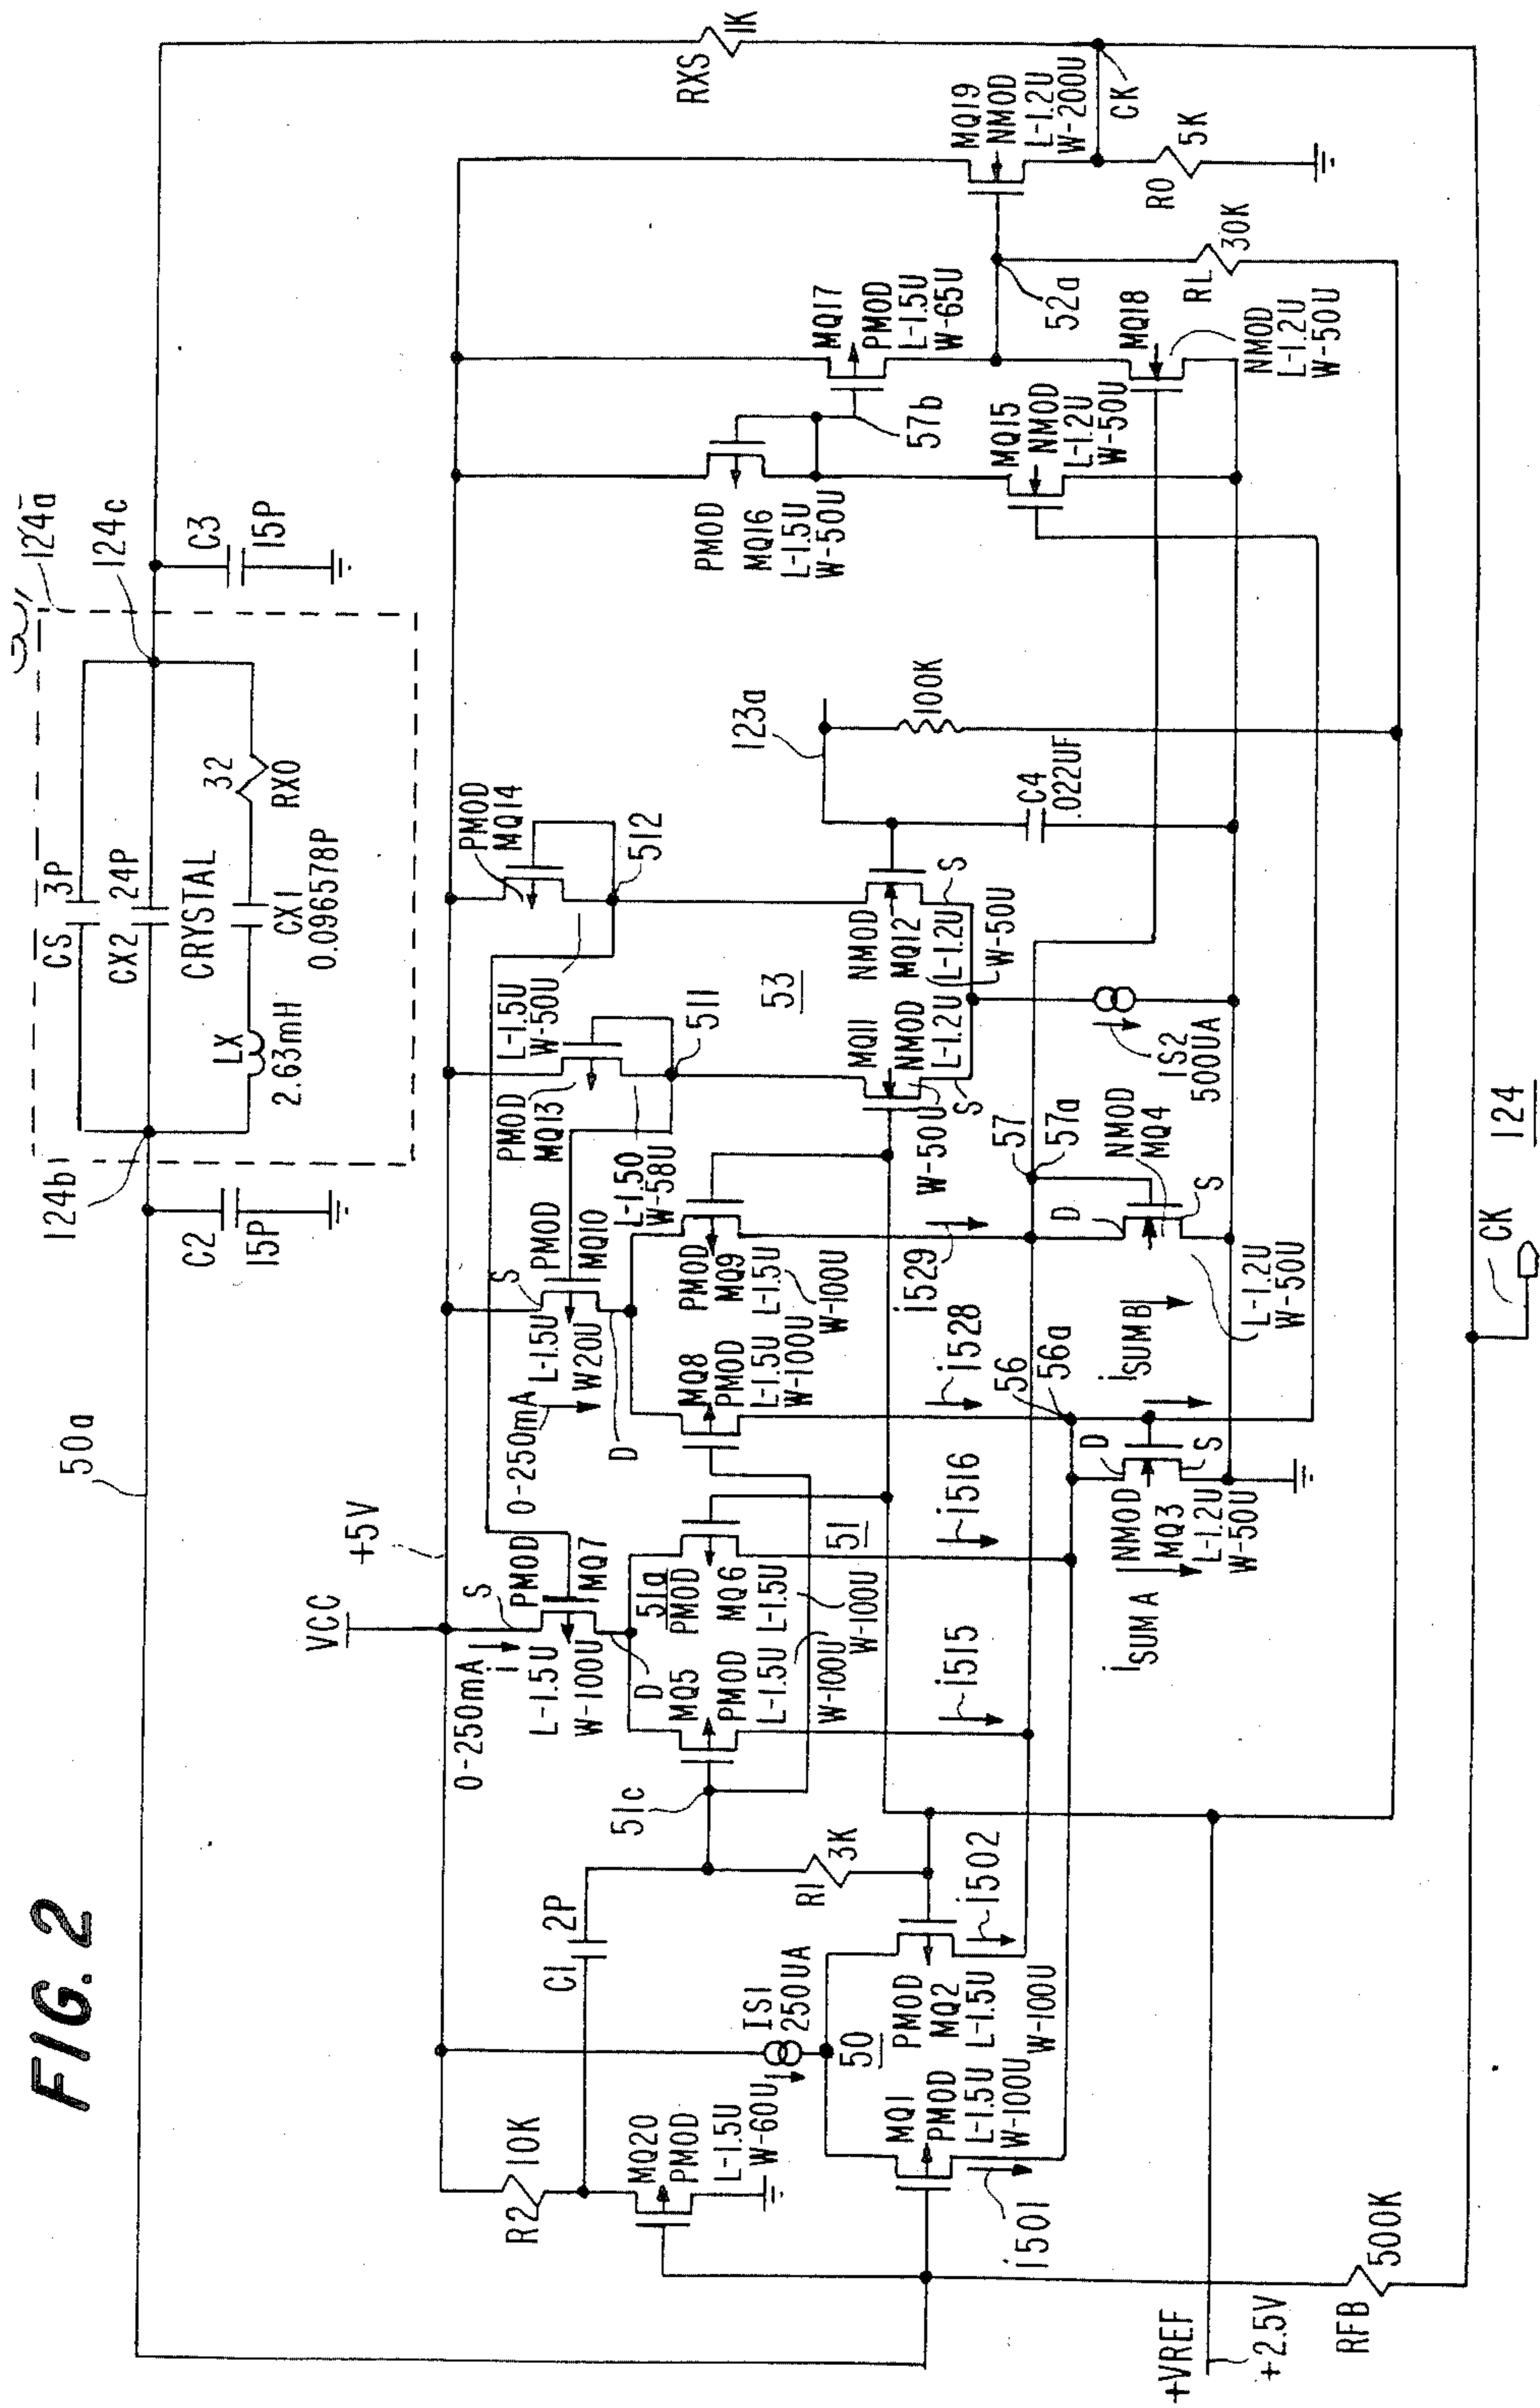 FIG. 2
50a
124b
C2
15P
CS 3P
CX2 24P
CRYSTAL
LX
2.63mH
CX1
0.096578P
32
RX0
124a
124c
C3
15P
RXS
1K
VCC
+5V
R2 10K
C1 2P
MQ20
PMOD
L-1.5U
W-60U
IS1
250UA
50
MQ1
PMOD
L-1.5U
W-100U
i501
PMOD
MQ2
L-1.5U
W-100U
i502
R1
3K
51c
0-250mA
i
S
PMOD
MQ7
L-1.5U
W-100U
D
MQ5
PMOD
L-1.5U
W-100U
i515
51a
PMOD
MQ6
L-1.5U
W-100U
51
i516
0-250mA
S
PMOD
MQ10
L-1.5U
W20U
D
MQ8
PMOD
L-1.5U
W-100U
i528
PMOD
MQ9
L-1.5U
W-100U
i529
PMOD
MQ13
L-1.50
W-58U
511
PMOD
MQ14
L-1.5U
W-50U
512
53
MQ11
NMOD
L-1.2U
W-50U
S
NMOD
MQ12
L-1.2U
W-50U
S
123a
100K
C4
.022UF
IS2
500UA
56
56a
57
57a
iSUM A
NMOD
MQ3
L-1.2U
W-50U
D
S
iSUM B
NMOD
MQ4
D
S
L-1.2U
W-50U
PMOD
MQ16
L-1.5U
W-50U
57b
MQ17
PMOD
L-1.5U
W-65U
MQ15
NMOD
L-1.2U
W-50U
MQ18
NMOD
L-1.2U
W-50U
52a
RL
30K
MQ19
NMOD
L-1.2U
W-200U
CK
RO
5K
+VREF
+2.5V
RFB
500K
CK
124